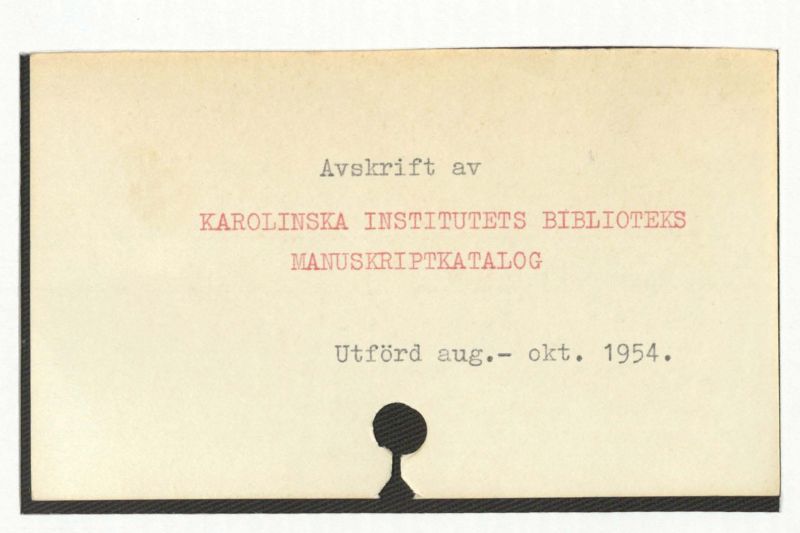 Avskrift av
KAROLINSKA INSTITUTETS BIBLIOTEKS
MANUSKRIPTKATALOG
Utförd aug.- okt. 1954.